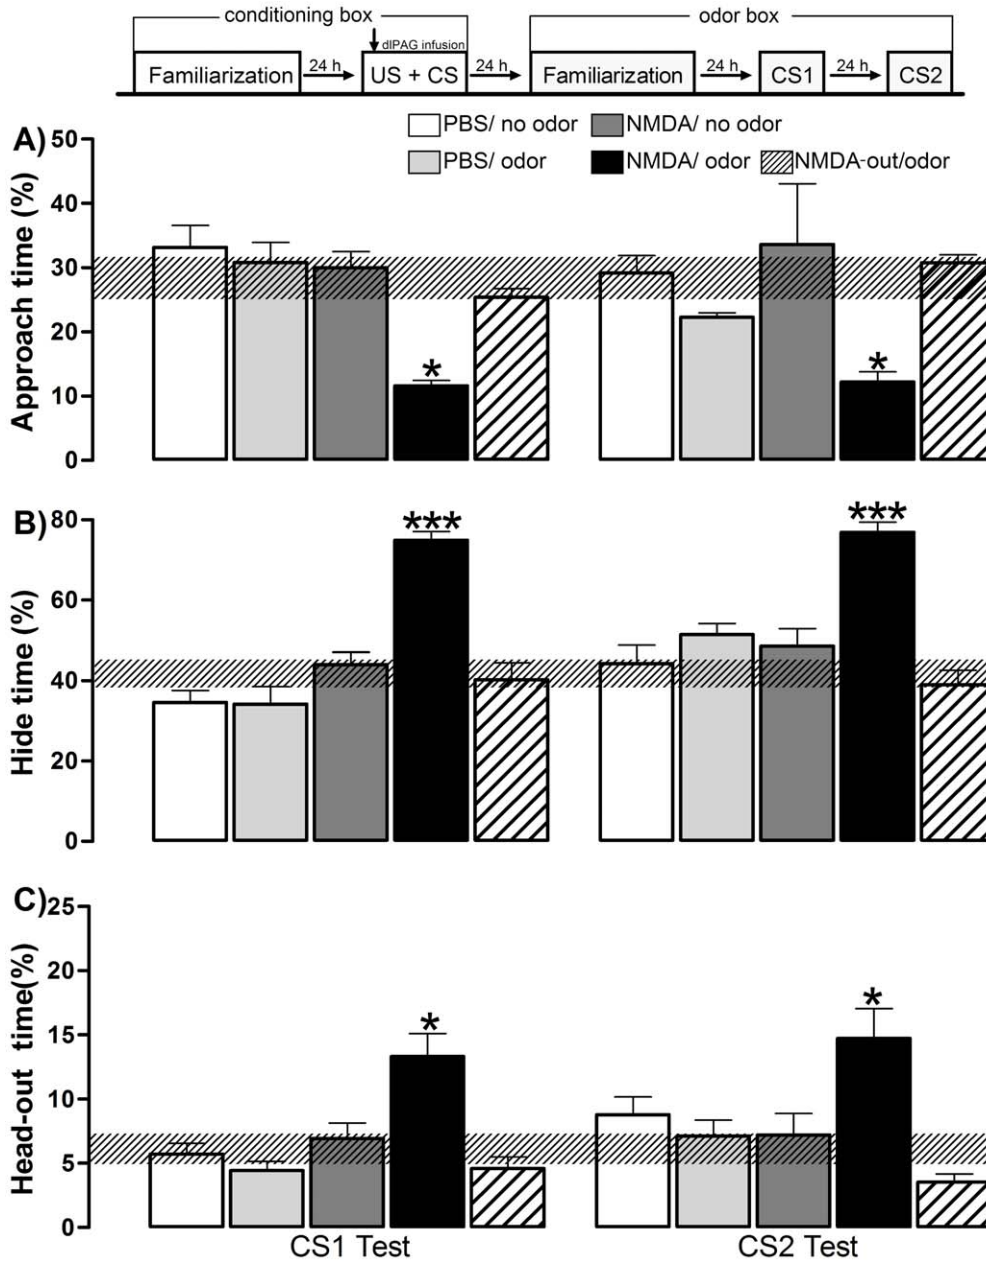 conditioning box odor box
dlPAG infusion
Familiarization 24 h US + CS 24 h Familiarization 24 h CS1 24 h CS2
PBS/ no odor NMDA/ no odor
PBS/ odor NMDA/ odor NMDA-out/odor
A)
Approach time (%)
50
40
30
20
10
0
*
*
B)
Hide time (%)
80
60
40
20
0
***
***
C)
Head-out time(%)
25
20
15
10
5
0
*
*
CS1 Test CS2 Test